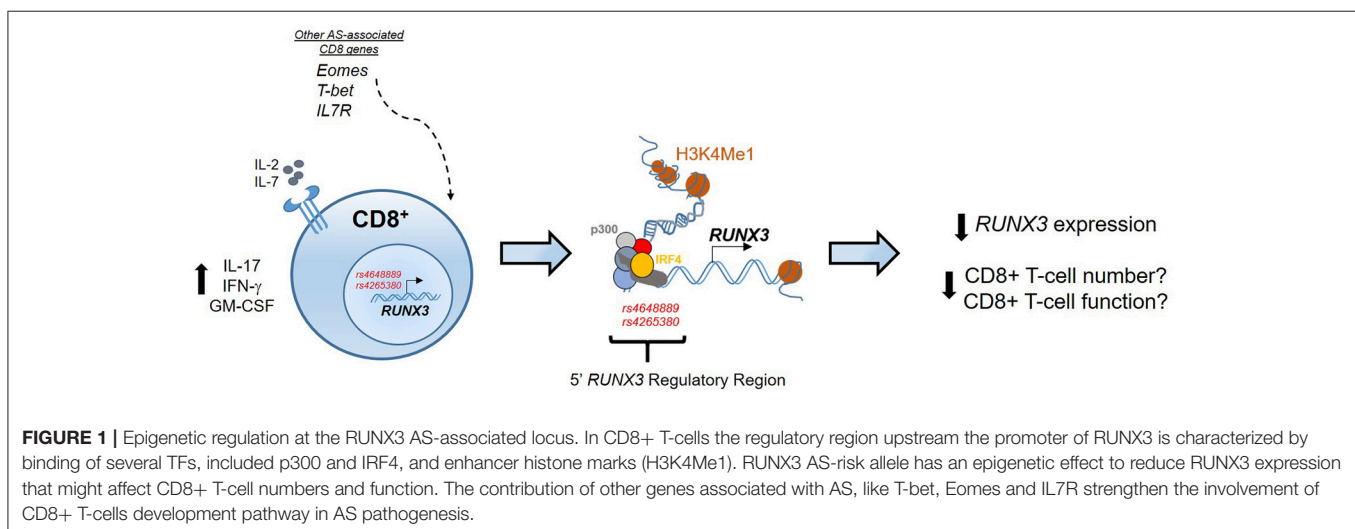 Other AS-associated
CD8 genes
Eomes
T-bet
IL7R
IL-2
IL-7
CD8+
IL-17
IFN-γ
GM-CSF
rs4648889
rs4265380
RUNX3
H3K4Me1
p300
RUNX3
IRF4
rs4648889
rs4265380
5' RUNX3 Regulatory Region
RUNX3 expression
CD8+ T-cell number?
CD8+ T-cell function?
FIGURE 1 | Epigenetic regulation at the RUNX3 AS-associated locus. In CD8+ T-cells the regulatory region upstream the promoter of RUNX3 is characterized by
binding of several TFs, included p300 and IRF4, and enhancer histone marks (H3K4Me1). RUNX3 AS-risk allele has an epigenetic effect to reduce RUNX3 expression
that might affect CD8+ T-cell numbers and function. The contribution of other genes associated with AS, like T-bet, Eomes and IL7R strengthen the involvement of
CD8+ T-cells development pathway in AS pathogenesis.